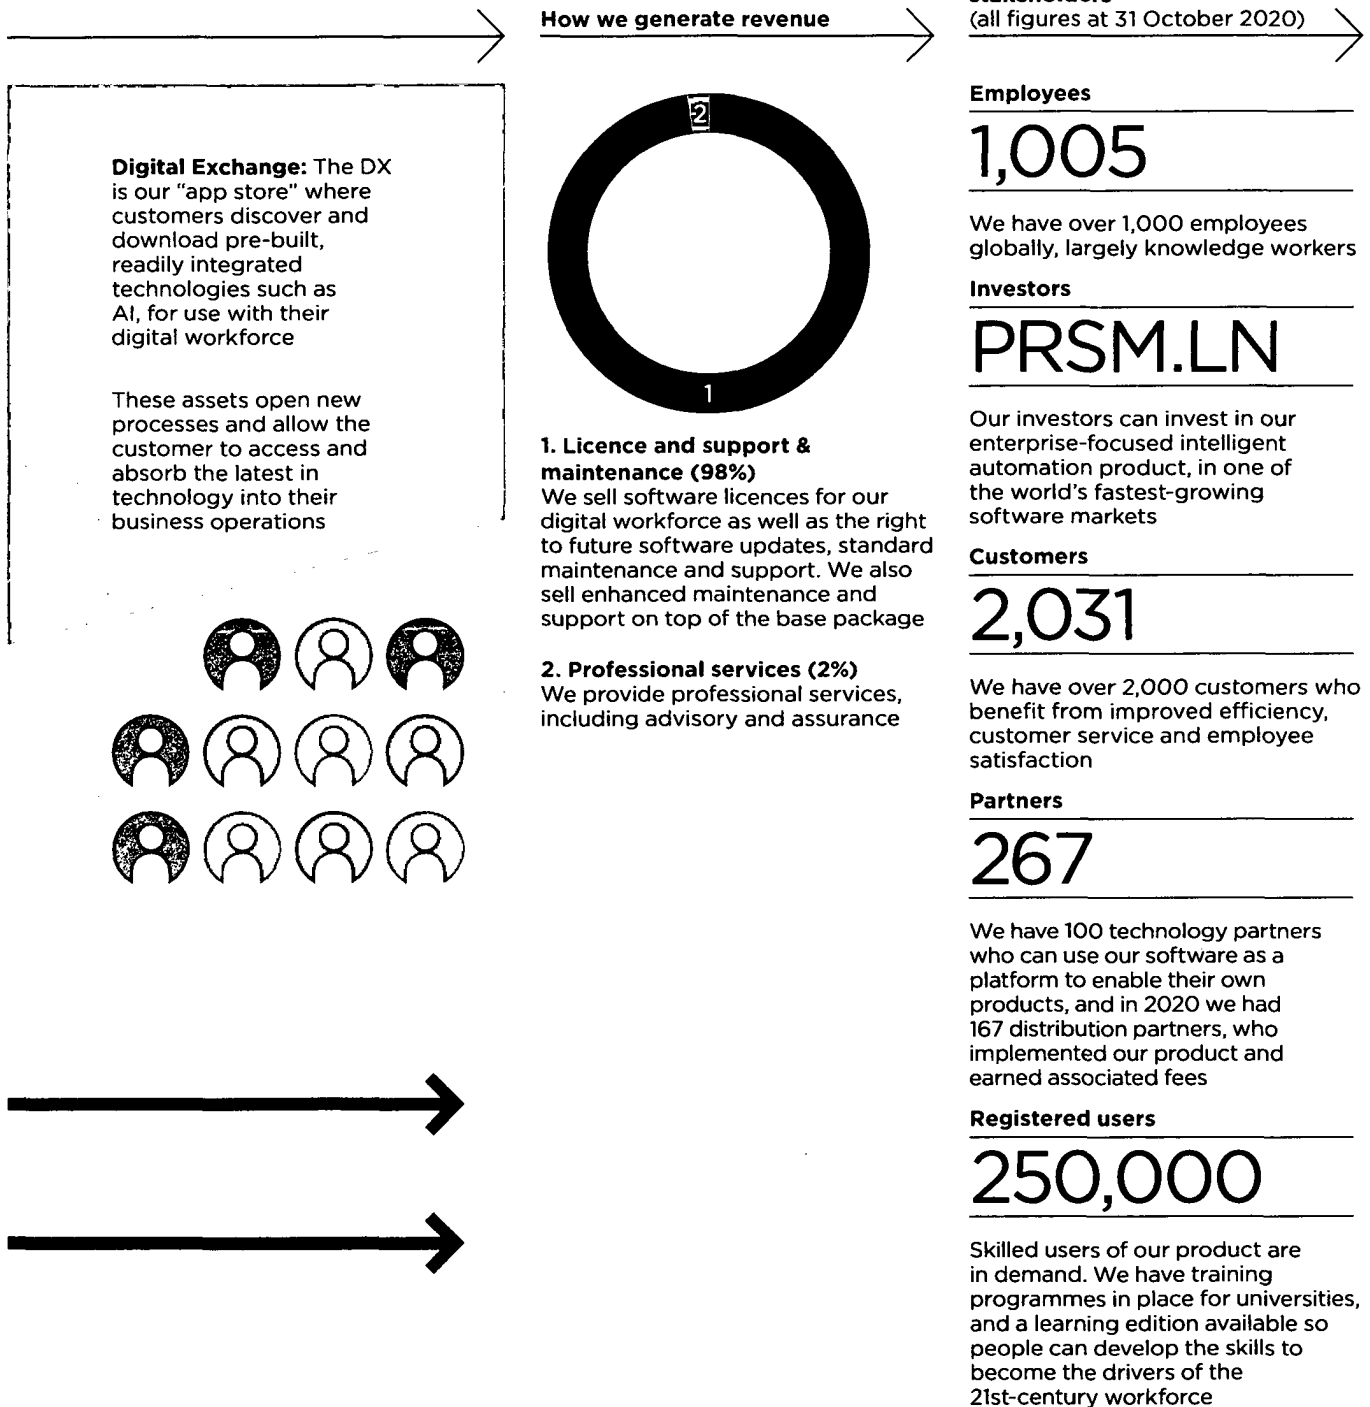 How we generate revenue
stakeholders
(all figures at 31 October 2020)
Digital Exchange: The DX
is our "app store" where
customers discover and
download pre-built,
readily integrated
technologies such as
AI, for use with their
digital workforce
These assets open new
processes and allow the
customer to access and
absorb the latest in
technology into their
business operations
2
1
1. Licence and support &
maintenance (98%)
We sell software licences for our
digital workforce as well as the right
to future software updates, standard
maintenance and support. We also
sell enhanced maintenance and
support on top of the base package
2. Professional services (2%)
We provide professional services,
including advisory and assurance
Employees
1,005
We have over 1,000 employees
globally, largely knowledge workers
Investors
PRSM.LN
Our investors can invest in our
enterprise-focused intelligent
automation product, in one of
the world's fastest-growing
software markets
Customers
2,031
We have over 2,000 customers who
benefit from improved efficiency,
customer service and employee
satisfaction
Partners
267
We have 100 technology partners
who can use our software as a
platform to enable their own
products, and in 2020 we had
167 distribution partners, who
implemented our product and
earned associated fees
Registered users
250,000
Skilled users of our product are
in demand. We have training
programmes in place for universities,
and a learning edition available so
people can develop the skills to
become the drivers of the
21st-century workforce